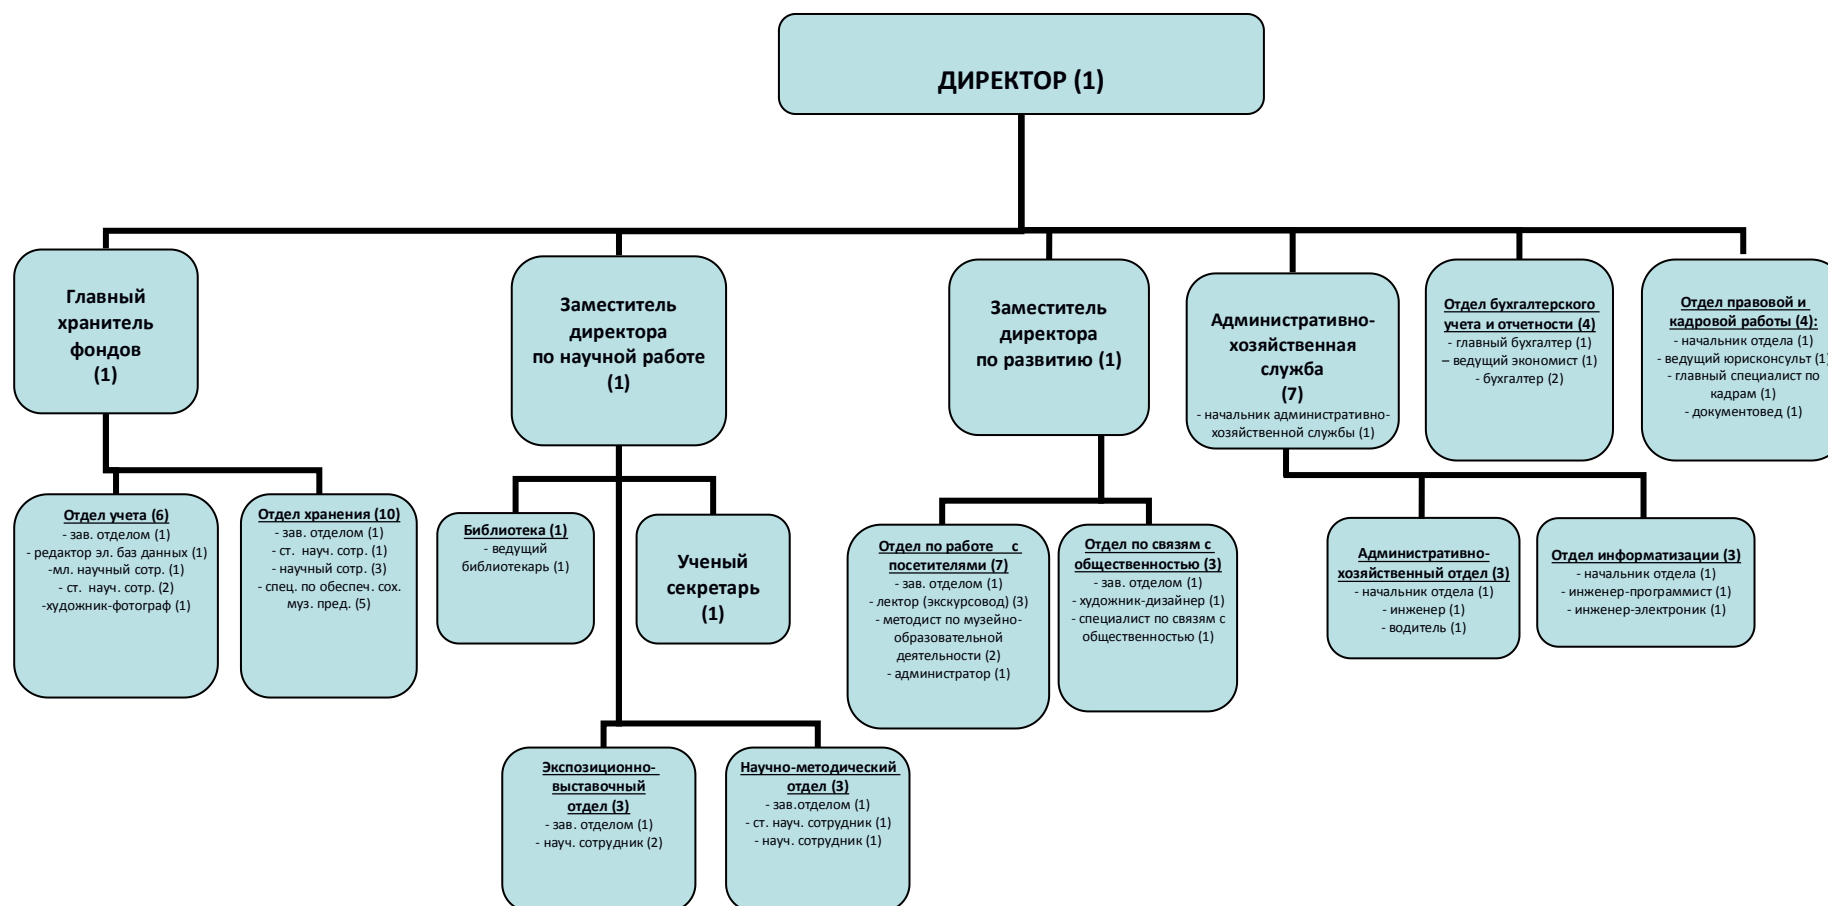 ДИРЕКТОР (1)
Главный
хранитель
фондов
(1)
Заместитель
директора
по научной работе
(1)
Заместитель
директора
по развитию (1)
Административно-
хозяйственная
служба
(7)
- начальник административно-
хозяйственной службы (1)
Отдел бухгалтерского
учета и отчетности (4)
- главный бухгалтер (1)
– ведущий экономист (1)
- бухгалтер (2)
Отдел правовой и
кадровой работы (4):
- начальник отдела (1)
- ведущий юрисконсульт (1)
- главный специалист по
кадрам (1)
- документовед (1)
Отдел учета (6)
- зав. отделом (1)
- редактор эл. баз данных (1)
-мл. научный сотр. (1)
- ст. науч. сотр. (2)
-художник-фотограф (1)
Отдел хранения (10)
- зав. отделом (1)
- ст. науч. сотр. (1)
- научный сотр. (3)
- спец. по обеспеч. сох.
муз. пред. (5)
Библиотека (1)
- ведущий
библиотекарь (1)
Ученый
секретарь
(1)
Отдел по работе с
посетителями (7)
- зав. отделом (1)
- лектор (экскурсовод) (3)
- методист по музейно-
образовательной
деятельности (2)
- администратор (1)
Отдел по связям с
общественностью (3)
- зав. отделом (1)
- художник-дизайнер (1)
- специалист по связям с
общественностью (1)
Административно-
хозяйственный отдел (3)
- начальник отдела (1)
- инженер (1)
- водитель (1)
Отдел информатизации (3)
- начальник отдела (1)
- инженер-программист (1)
- инженер-электроник (1)
Экспозиционно-
выставочный
отдел (3)
- зав. отделом (1)
- науч. сотрудник (2)
Научно-методический
отдел (3)
- зав.отделом (1)
- ст. науч. сотрудник (1)
- науч. сотрудник (1)